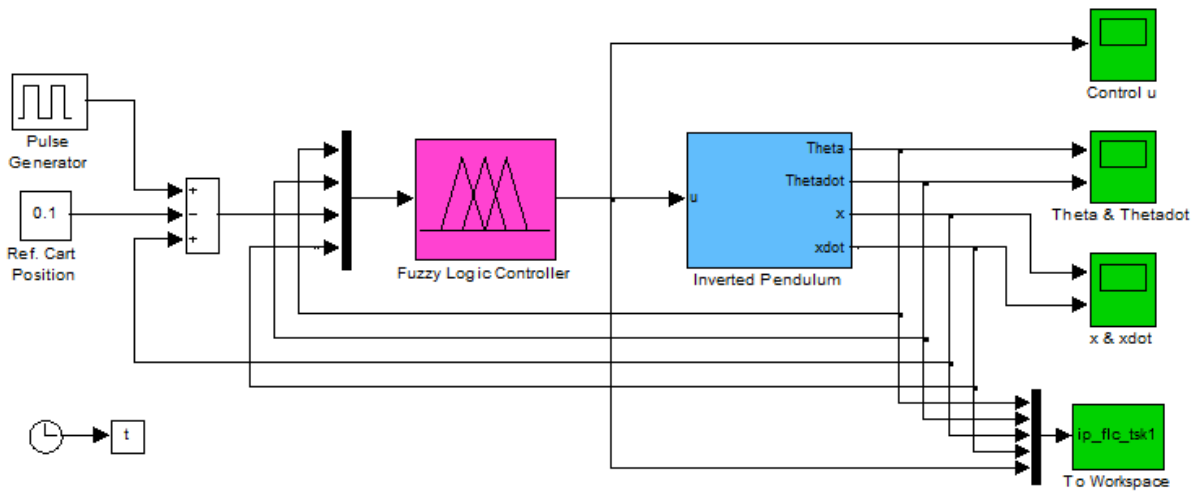 Control u
Pulse
Generator
+
−
+
0.1
Ref. Cart
Position
Fuzzy Logic Controller
u
Theta
Thetadot
x
xdot
Inverted Pendulum
Theta & Thetadot
x & xdot
t
ip_flc_tsk1
To Workspace